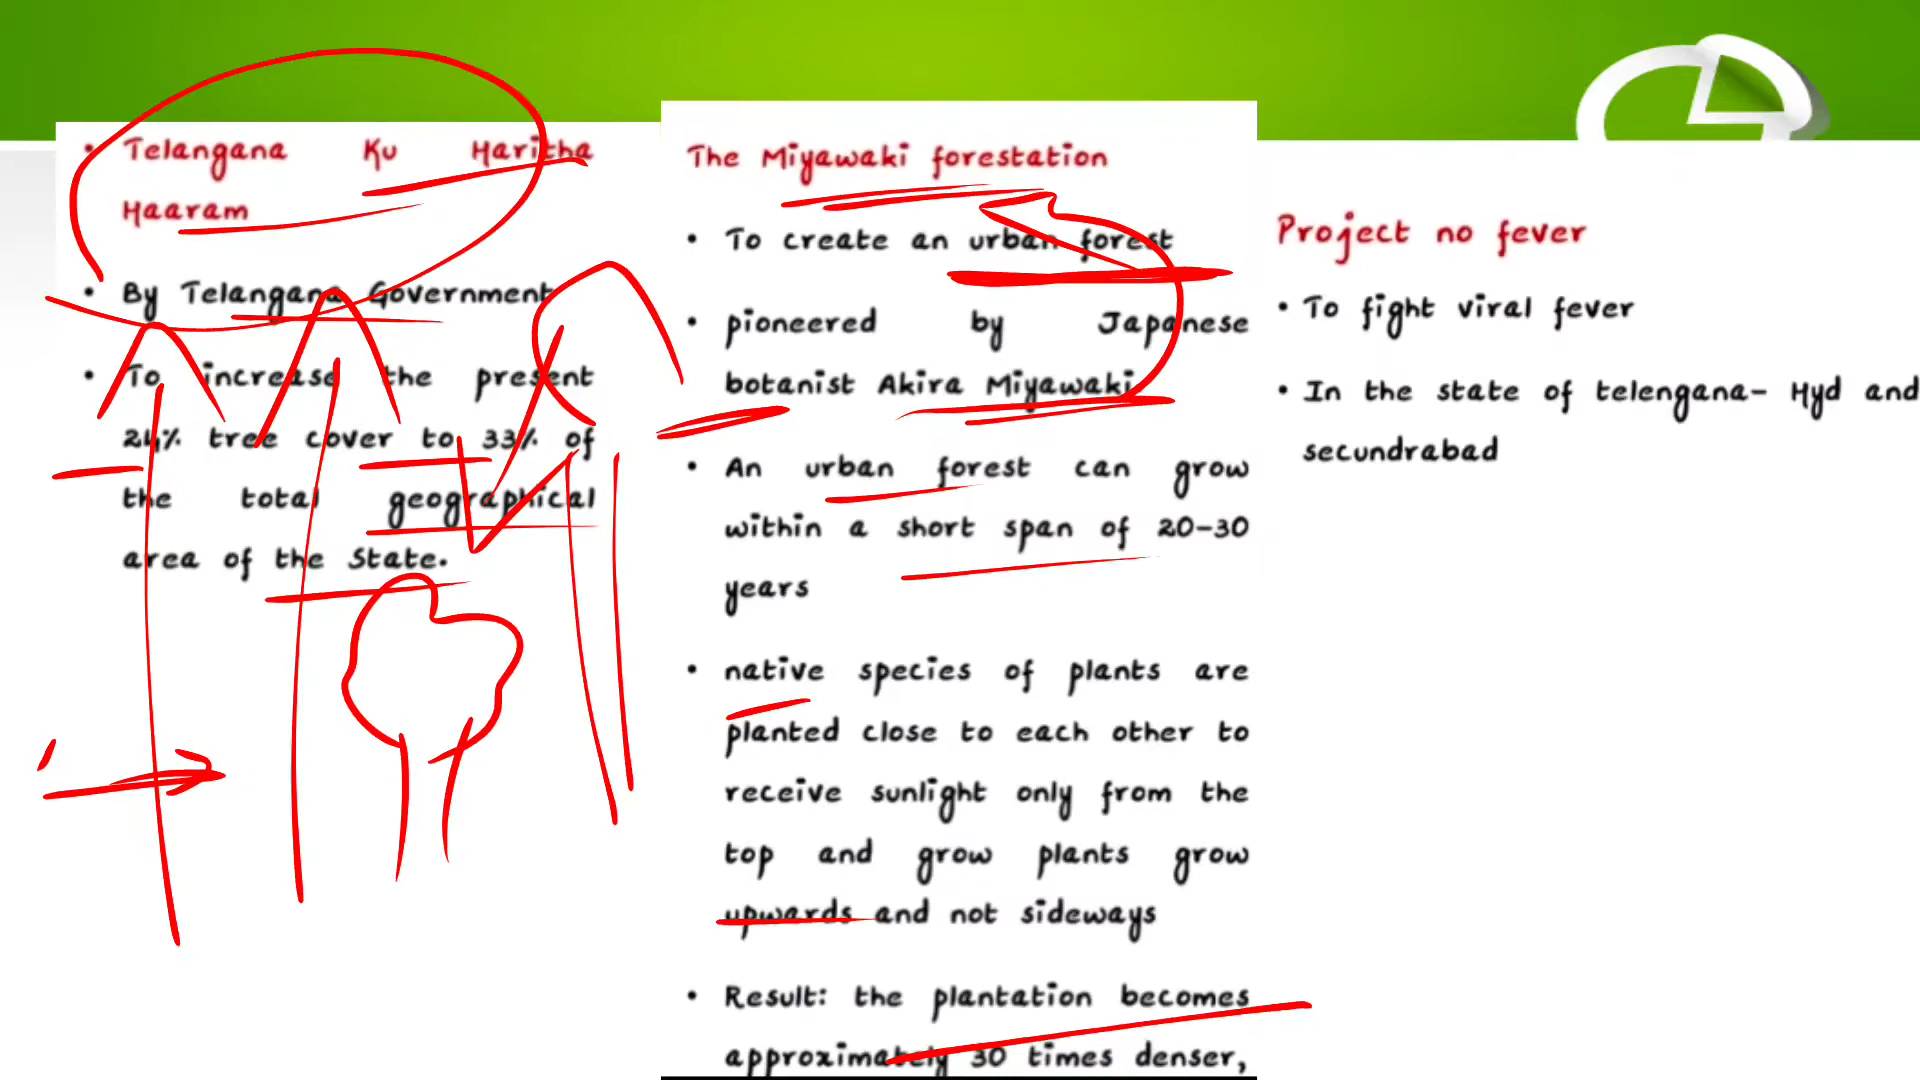 Telangana Ku Haritha
Haaram
By Telangana Government
To increase the present
24% tree cover to 33% of
the total geographical
area of the State.
The Miyawaki forestation
To create an urban forest
pioneered by Japanese
botanist Akira Miyawaki
An urban forest can grow
within a short span of 20-30
years
native species of plants are
planted close to each other to
receive sunlight only from the
top and grow plants grow
upwards and not sideways
Result: the plantation becomes
approximately 30 times denser,
Project no fever
To fight viral fever
In the state of telengana- Hyd and
secundrabad